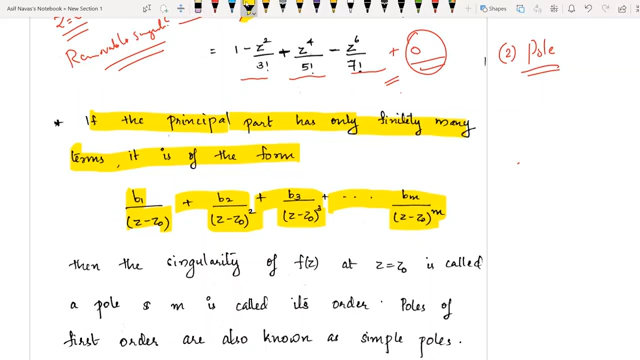 Asif Navas's Notebook » New Section 1
Removable singul
= 1 - z²/3! + z⁴/5! - z⁶/7! + 0
(2) Pole
* If the principal part has only finitely many
terms, it is of the form
b₁/(z-z₀) + b₂/(z-z₀)² + b₃/(z-z₀)³ + .... bm/(z-z₀)^m
then the singularity of f(z) at z=z₀ is called
a pole & m is called its order. Poles of
first order are also known as simple poles.